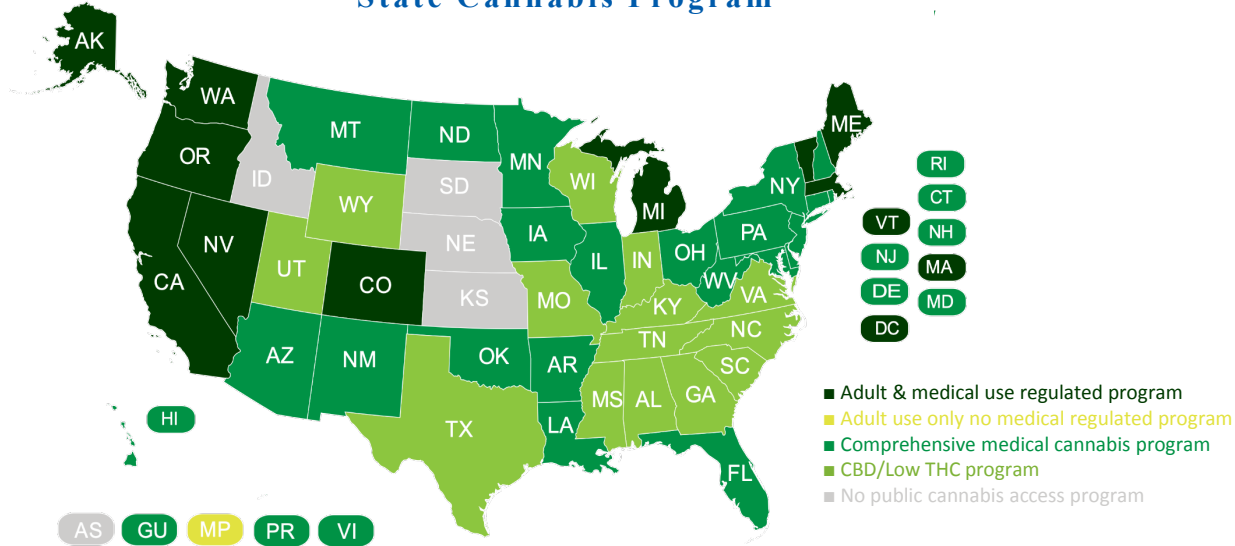 State Cannabis Program
AK
WA
MT
ND
MN
ME
OR
ID
SD
WI
NY
RI
WY
MI
CT
NV
NE
IA
PA
VT
NH
CA
UT
CO
IL
IN
OH
WV
NJ
MA
KS
MO
KY
VA
DE
MD
AZ
NM
OK
AR
TN
NC
DC
SC
TX
LA
MS
AL
GA
HI
FL
Adult & medical use regulated program
Adult use only no medical regulated program
Comprehensive medical cannabis program
CBD/Low THC program
No public cannabis access program
AS
GU
MP
PR
VI